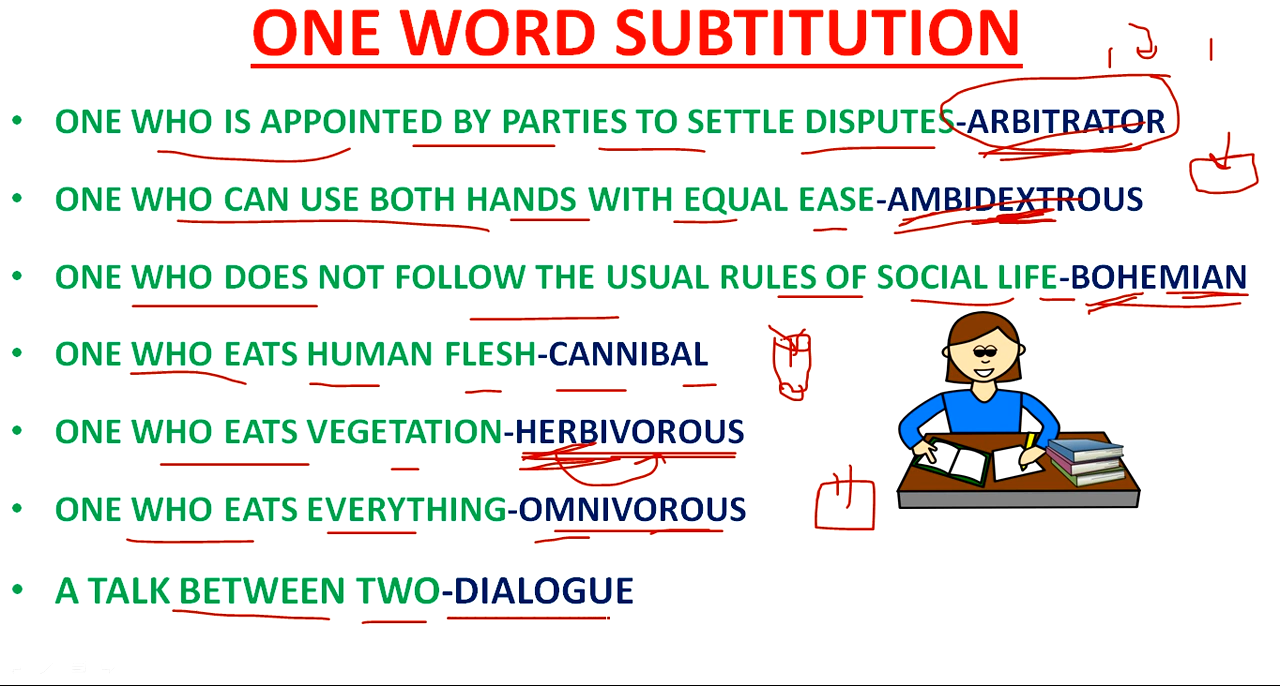 ONE WORD SUBTITUTION
• ONE WHO IS APPOINTED BY PARTIES TO SETTLE DISPUTES-ARBITRATOR
• ONE WHO CAN USE BOTH HANDS WITH EQUAL EASE-AMBIDEXTROUS
• ONE WHO DOES NOT FOLLOW THE USUAL RULES OF SOCIAL LIFE-BOHEMIAN
• ONE WHO EATS HUMAN FLESH-CANNIBAL
• ONE WHO EATS VEGETATION-HERBIVOROUS
• ONE WHO EATS EVERYTHING-OMNIVOROUS
• A TALK BETWEEN TWO-DIALOGUE